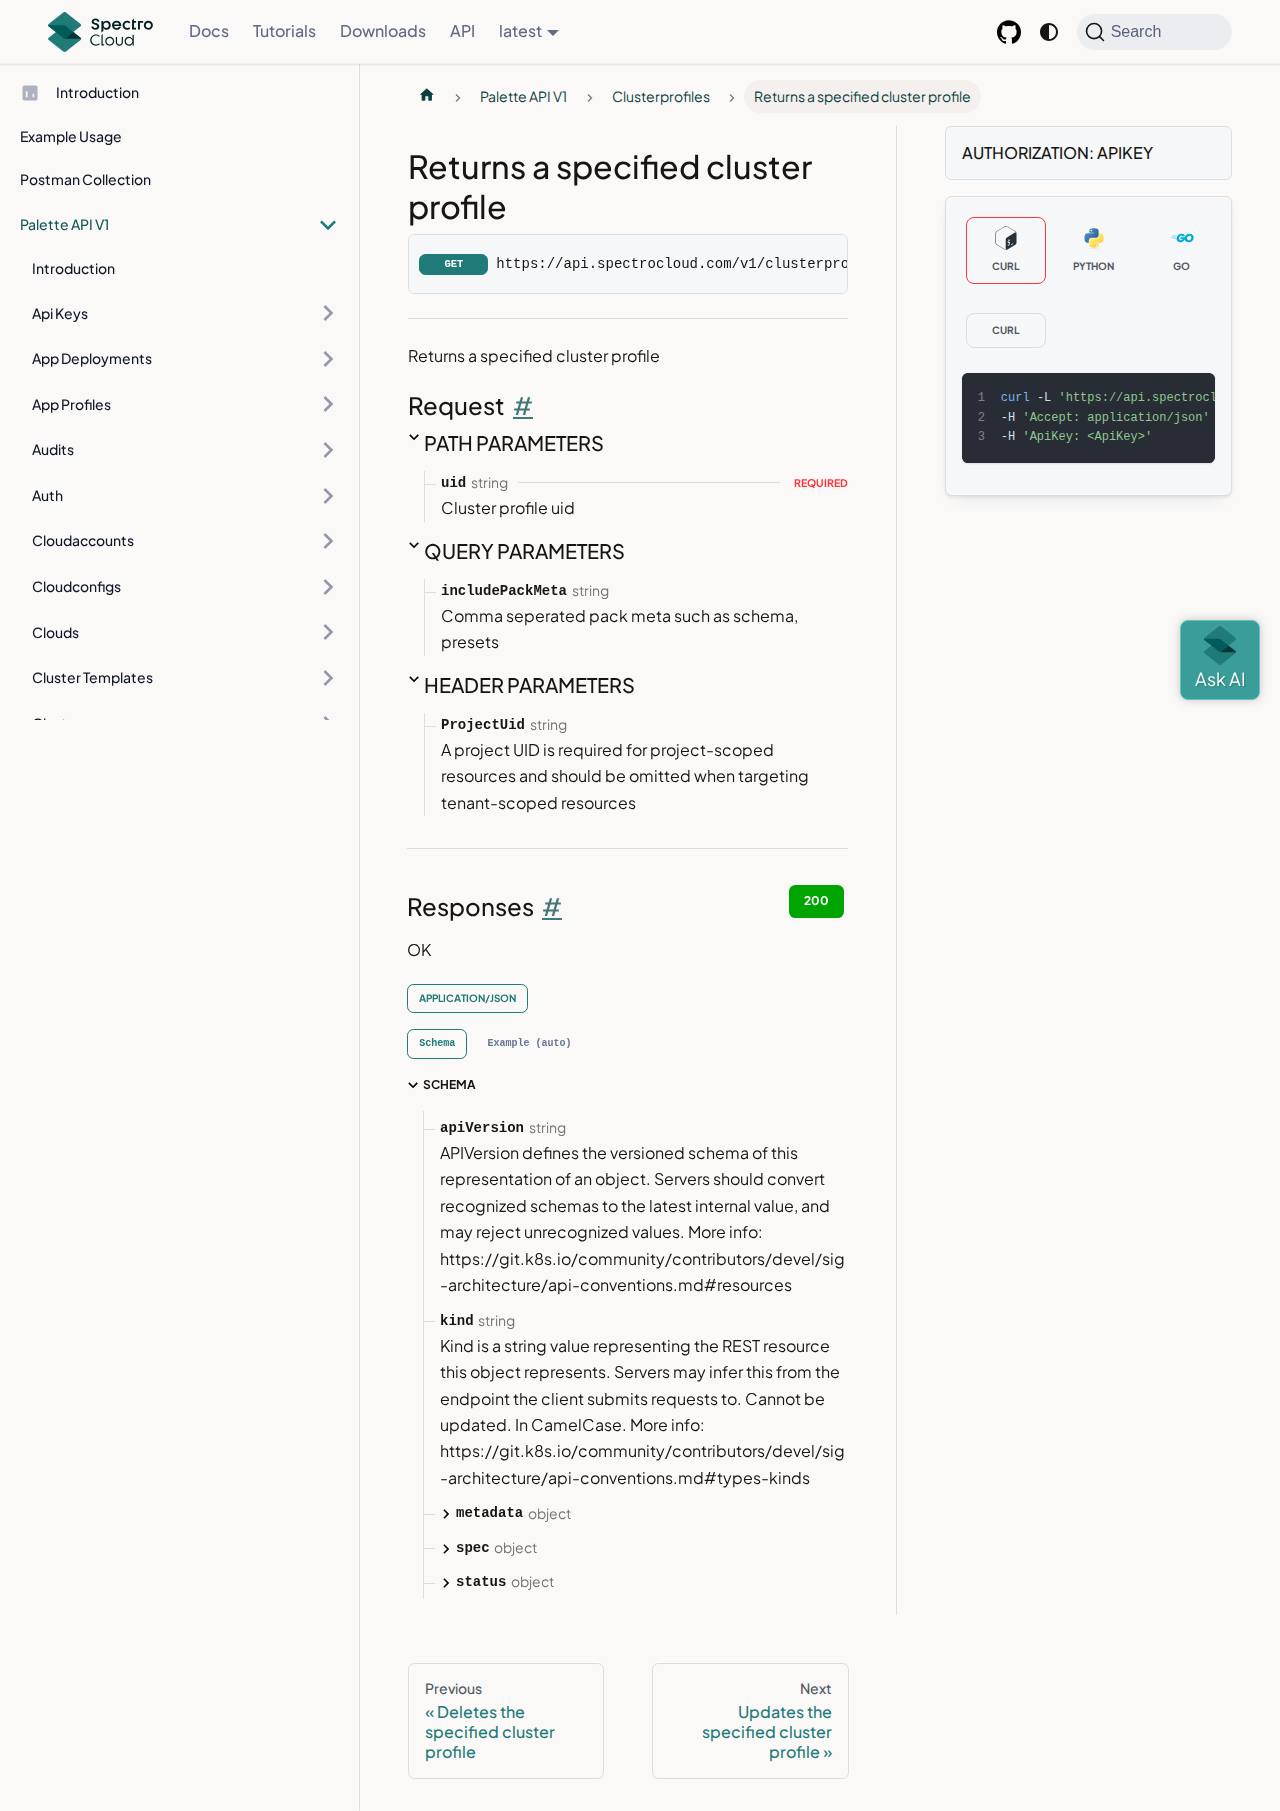 Spectro Cloud
Docs
Tutorials
Downloads
API
latest
Search
Introduction
Example Usage
Postman Collection
Palette API V1
Introduction
Api Keys
App Deployments
App Profiles
Audits
Auth
Cloudaccounts
Cloudconfigs
Clouds
Cluster Templates
Palette API V1
Clusterprofiles
Returns a specified cluster profile
Returns a specified cluster
profile
GET https://api.spectrocloud.com/v1/clusterpro
Returns a specified cluster profile
Request #
PATH PARAMETERS
uid string REQUIRED
Cluster profile uid
QUERY PARAMETERS
includePackMeta string
Comma seperated pack meta such as schema,
presets
HEADER PARAMETERS
ProjectUid string
A project UID is required for project-scoped
resources and should be omitted when targeting
tenant-scoped resources
Responses #
200
OK
APPLICATION/JSON
Schema
Example (auto)
SCHEMA
apiVersion string
APIVersion defines the versioned schema of this
representation of an object. Servers should convert
recognized schemas to the latest internal value, and
may reject unrecognized values. More info:
https://git.k8s.io/community/contributors/devel/sig
-architecture/api-conventions.md#resources
kind string
Kind is a string value representing the REST resource
this object represents. Servers may infer this from the
endpoint the client submits requests to. Cannot be
updated. In CamelCase. More info:
https://git.k8s.io/community/contributors/devel/sig
-architecture/api-conventions.md#types-kinds
metadata object
spec object
status object
Previous
« Deletes the
specified cluster
profile
Next
Updates the
specified cluster
profile »
AUTHORIZATION: APIKEY
CURL
PYTHON
GO
CURL
1 curl -L 'https://api.spectrocl
2 -H 'Accept: application/json'
3 -H 'ApiKey: <ApiKey>'
Ask AI